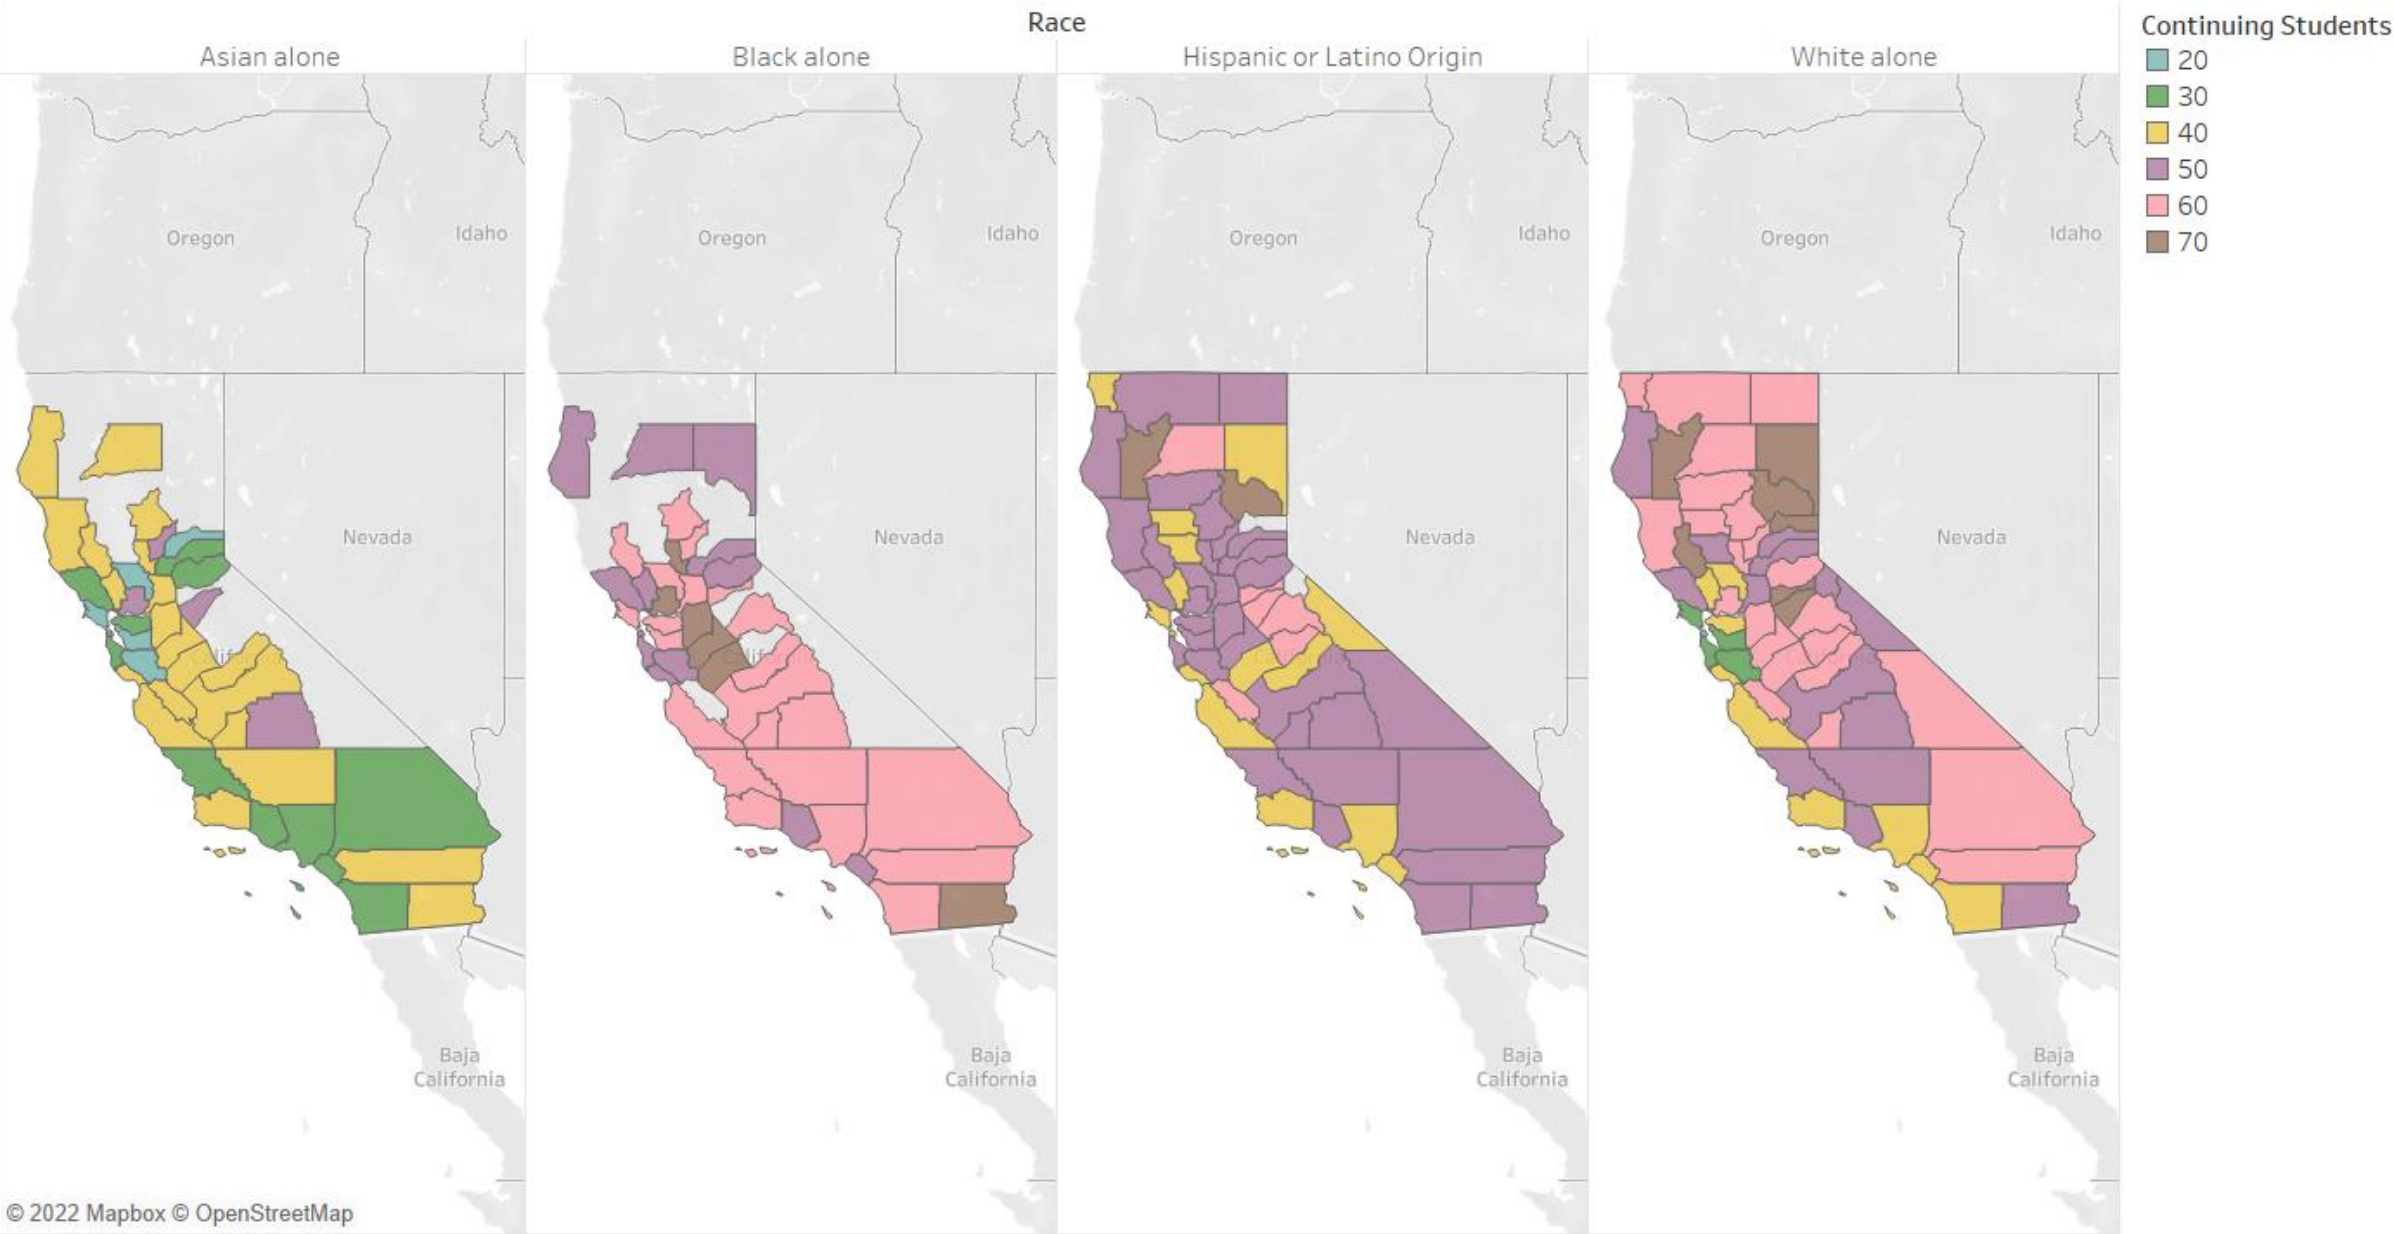 Race
Asian alone
Black alone
Hispanic or Latino Origin
White alone
Continuing Students
20
30
40
50
60
70
Oregon
Idaho
Oregon
Idaho
Oregon
Idaho
Oregon
Idaho
Nevada
Nevada
Nevada
Nevada
Baja
California
Baja
California
Baja
California
Baja
California
© 2022 Mapbox © OpenStreetMap